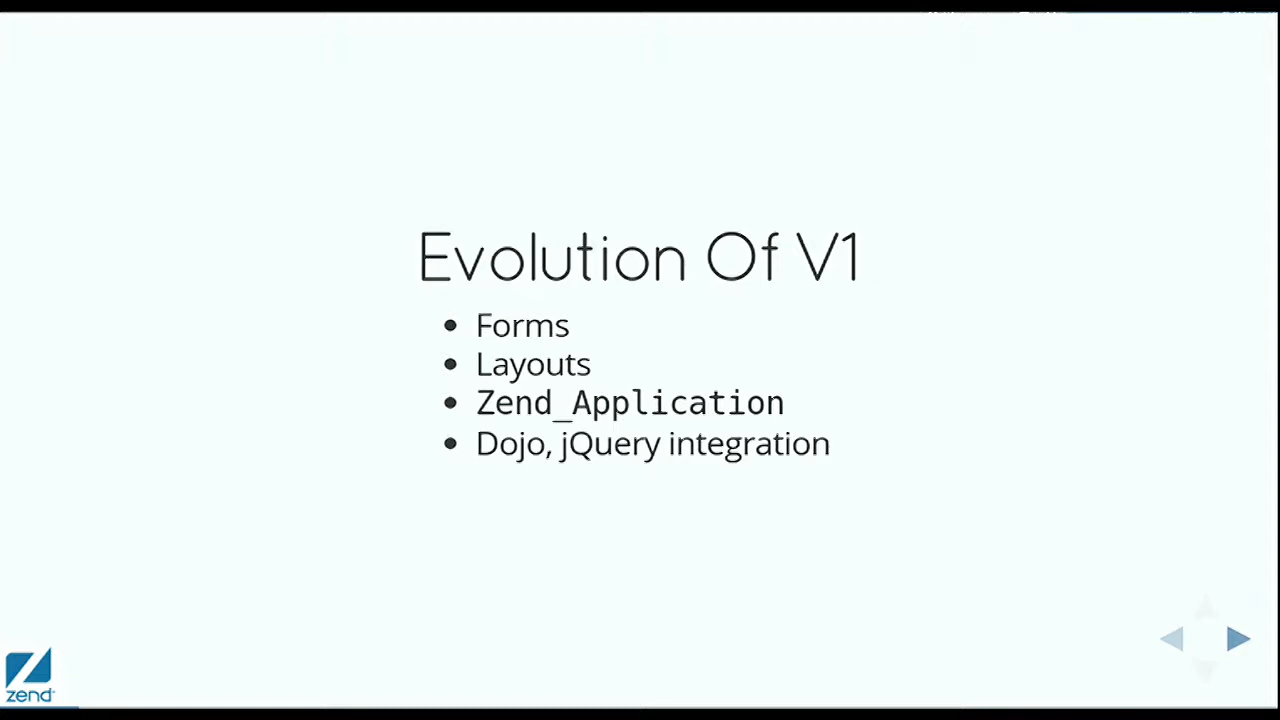 Evolution Of V1
Forms
Layouts
Zend_Application
Dojo, jQuery integration
zend